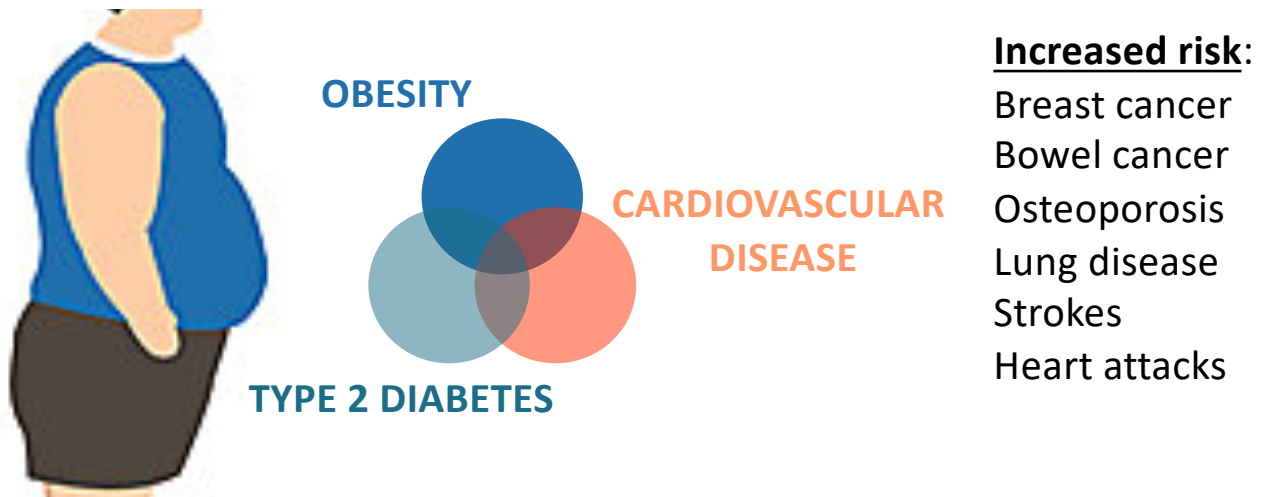 OBESITY
CARDIOVASCULAR
DISEASE
TYPE 2 DIABETES
Increased risk:
Breast cancer
Bowel cancer
Osteoporosis
Lung disease
Strokes
Heart attacks